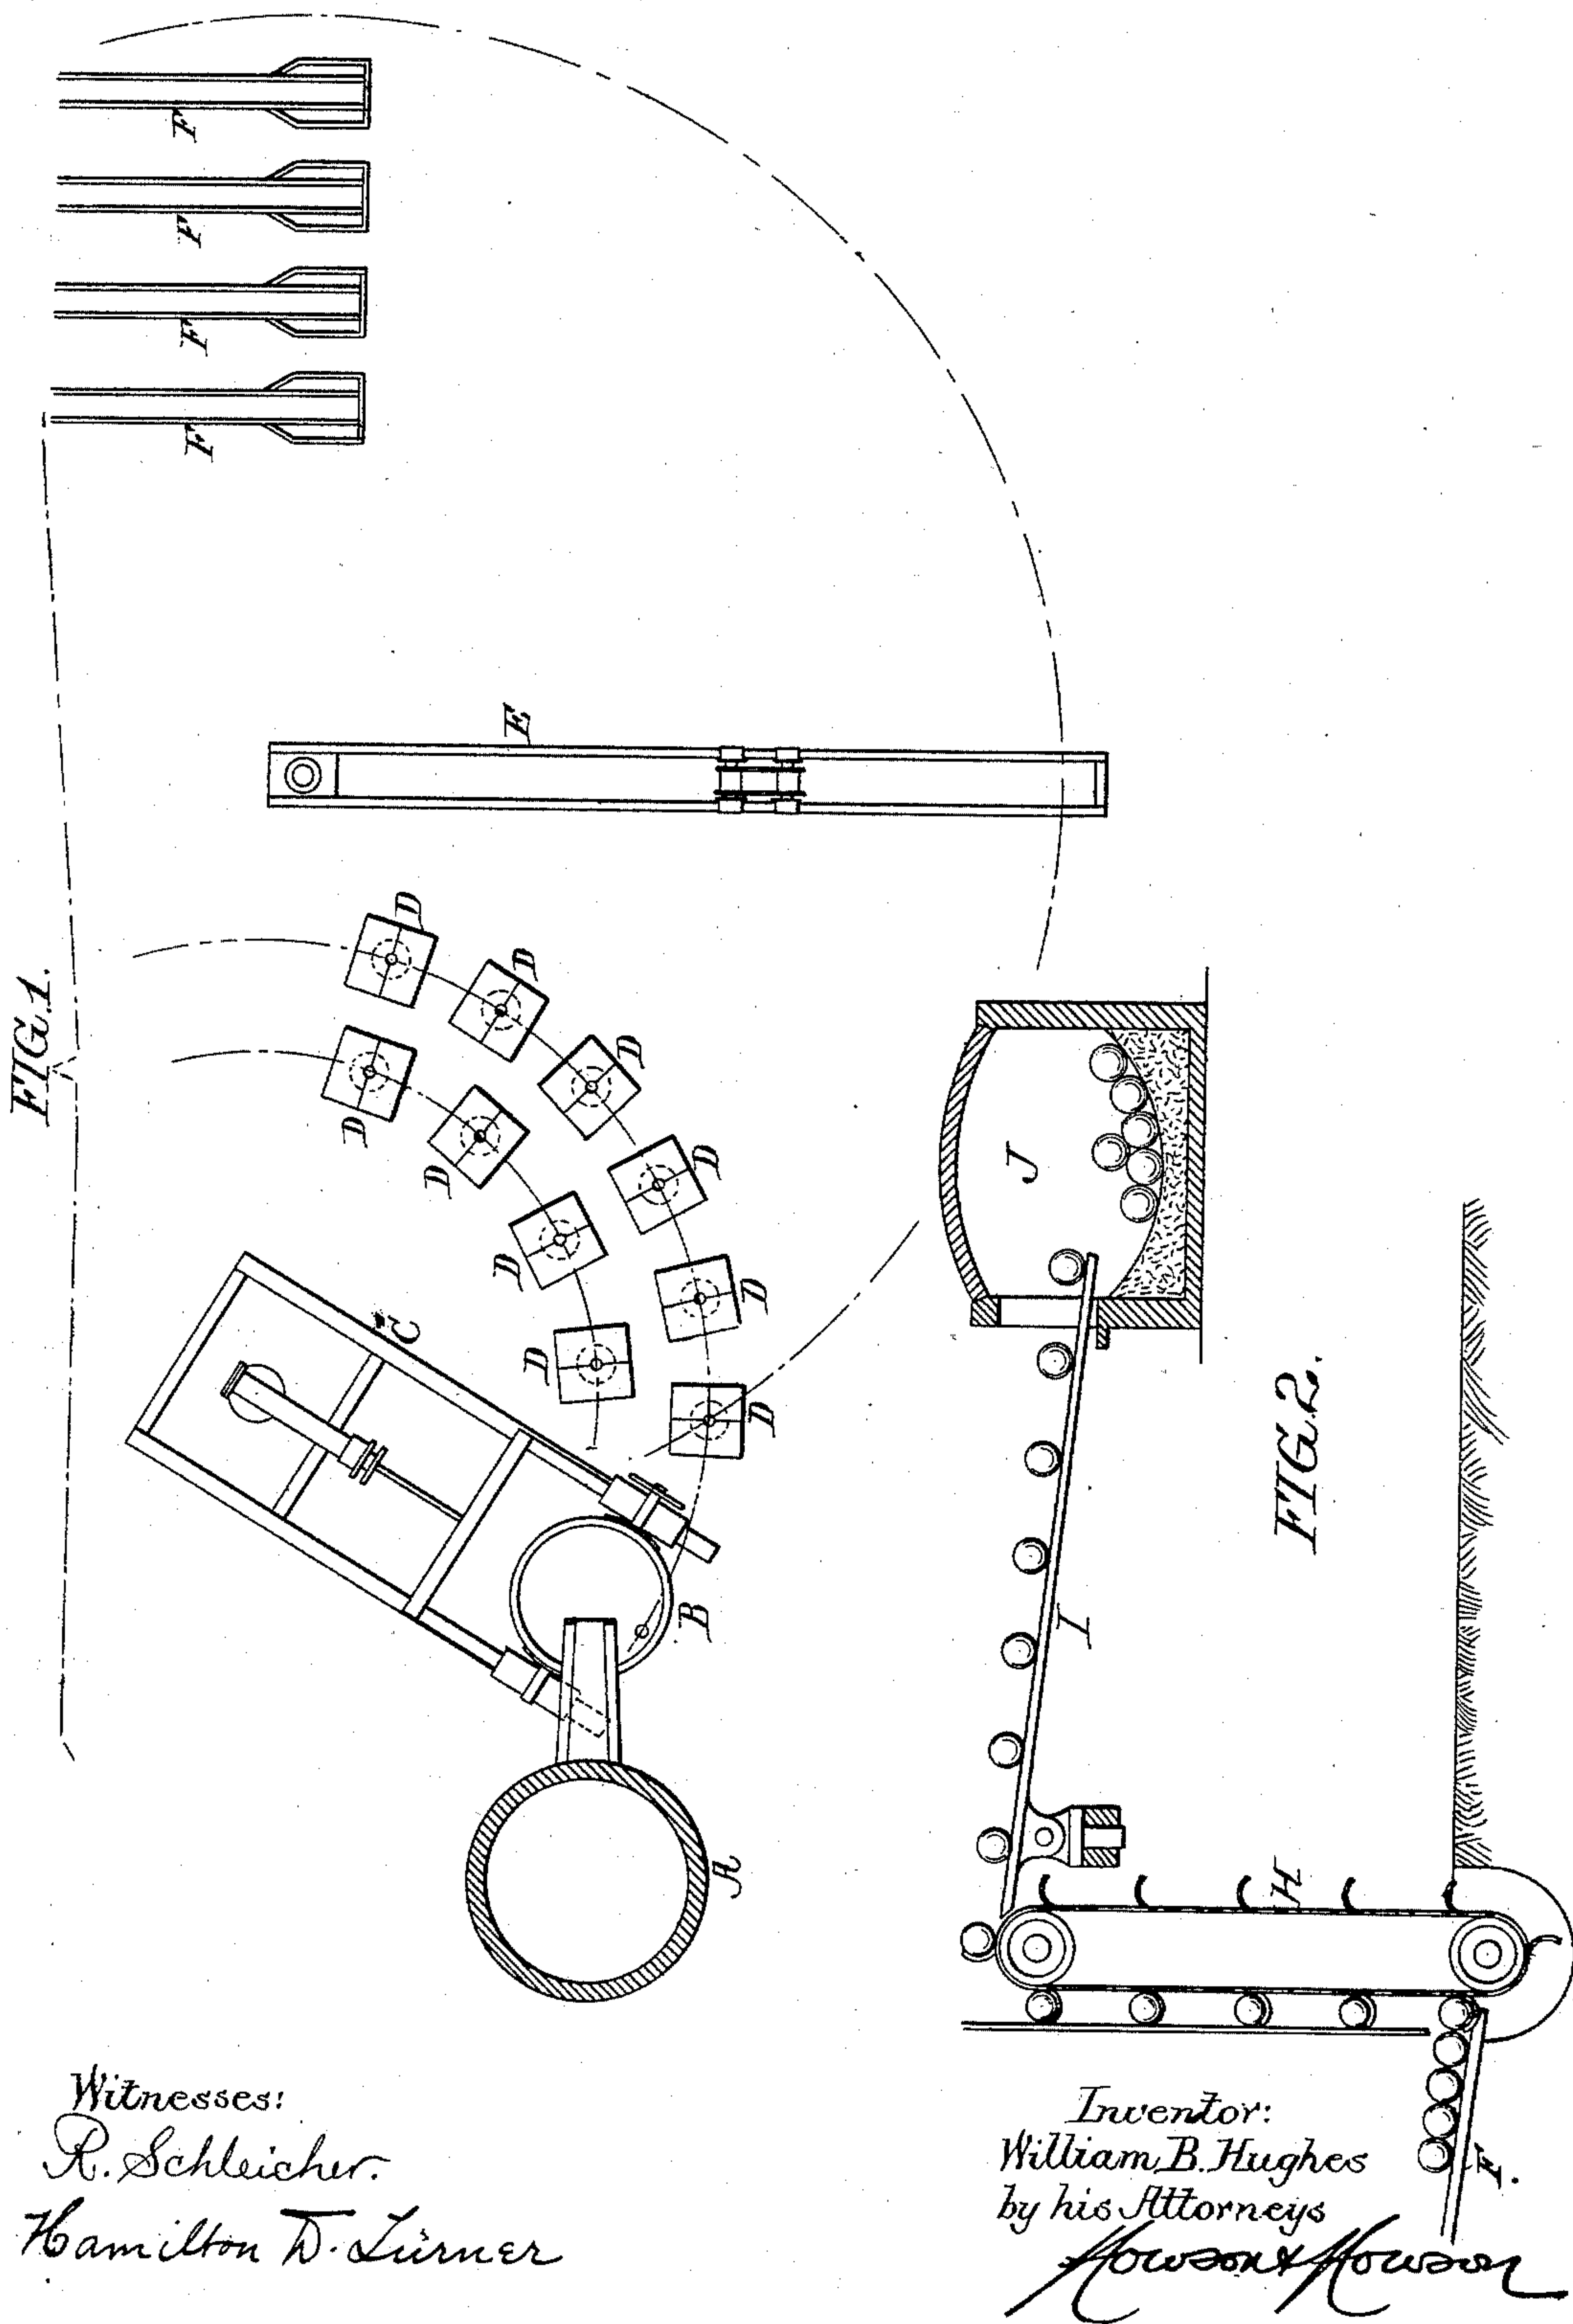 FIG.1.
F
F
F
F
E
D
D
D
D
D
D
D
D
D
D
C
B
A
J
I
H
FIG.2.
F.
Witnesses:
R. Schleicher.
Hamilton D. Turner
Inventor:
William B. Hughes
by his Attorneys
Howson & Howson